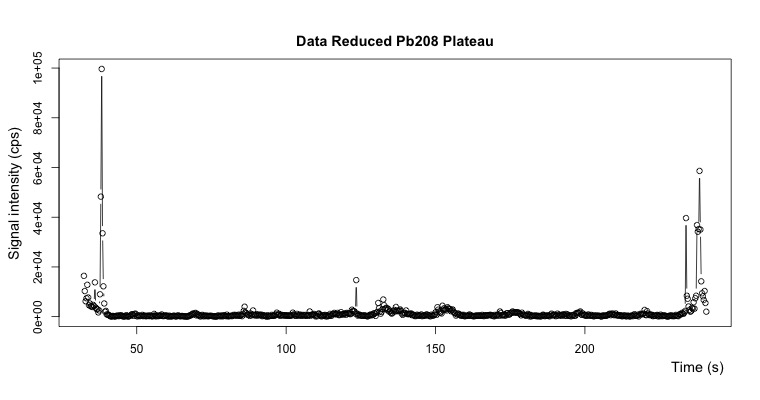 Data Reduced Pb208 Plateau
Signal intensity (cps)
1e+05
8e+04
6e+04
4e+04
2e+04
0e+00
50 100 150 200
Time (s)